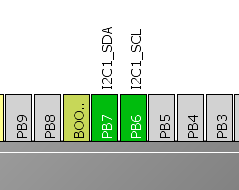 I2C1_SDA
I2C1_SCL
PB9
PB8
BOO..
PB7
PB6
PB5
PB4
PB3